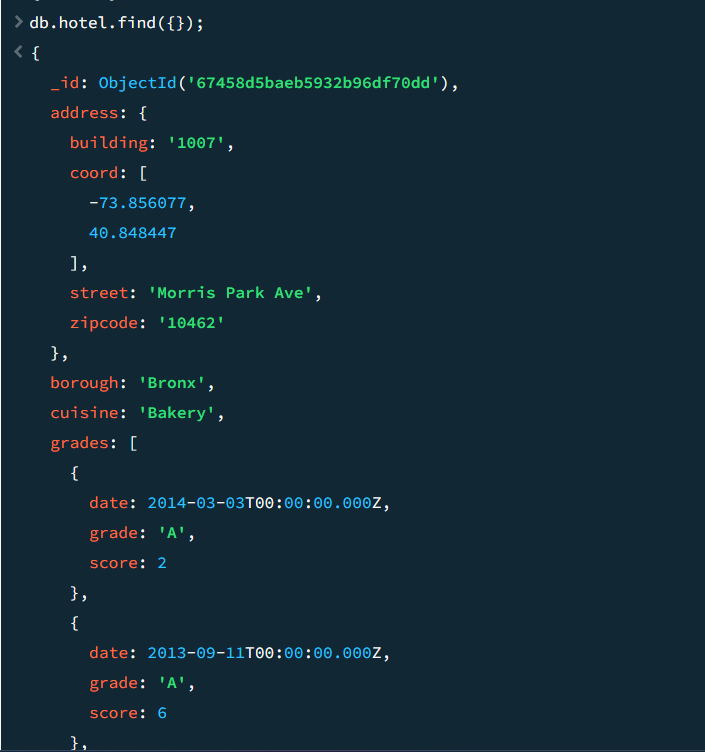 db.hotel.find({});
{
_id: ObjectId('67458d5baeb5932b96df70dd'),
address: {
building: '1007',
coord: [
-73.856077,
40.848447
],
street: 'Morris Park Ave',
zipcode: '10462'
},
borough: 'Bronx',
cuisine: 'Bakery',
grades: [
{
date: 2014-03-03T00:00:00.000Z,
grade: 'A',
score: 2
},
{
date: 2013-09-11T00:00:00.000Z,
grade: 'A',
score: 6
},